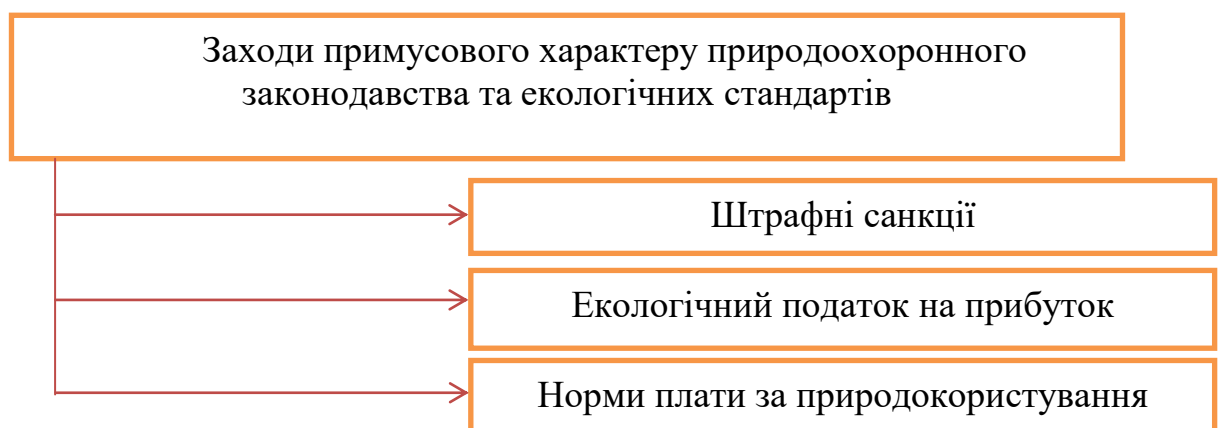 Заходи примусового характеру природоохоронного
законодавства та екологічних стандартів
Штрафні санкції
Екологічний податок на прибуток
Норми плати за природокористування